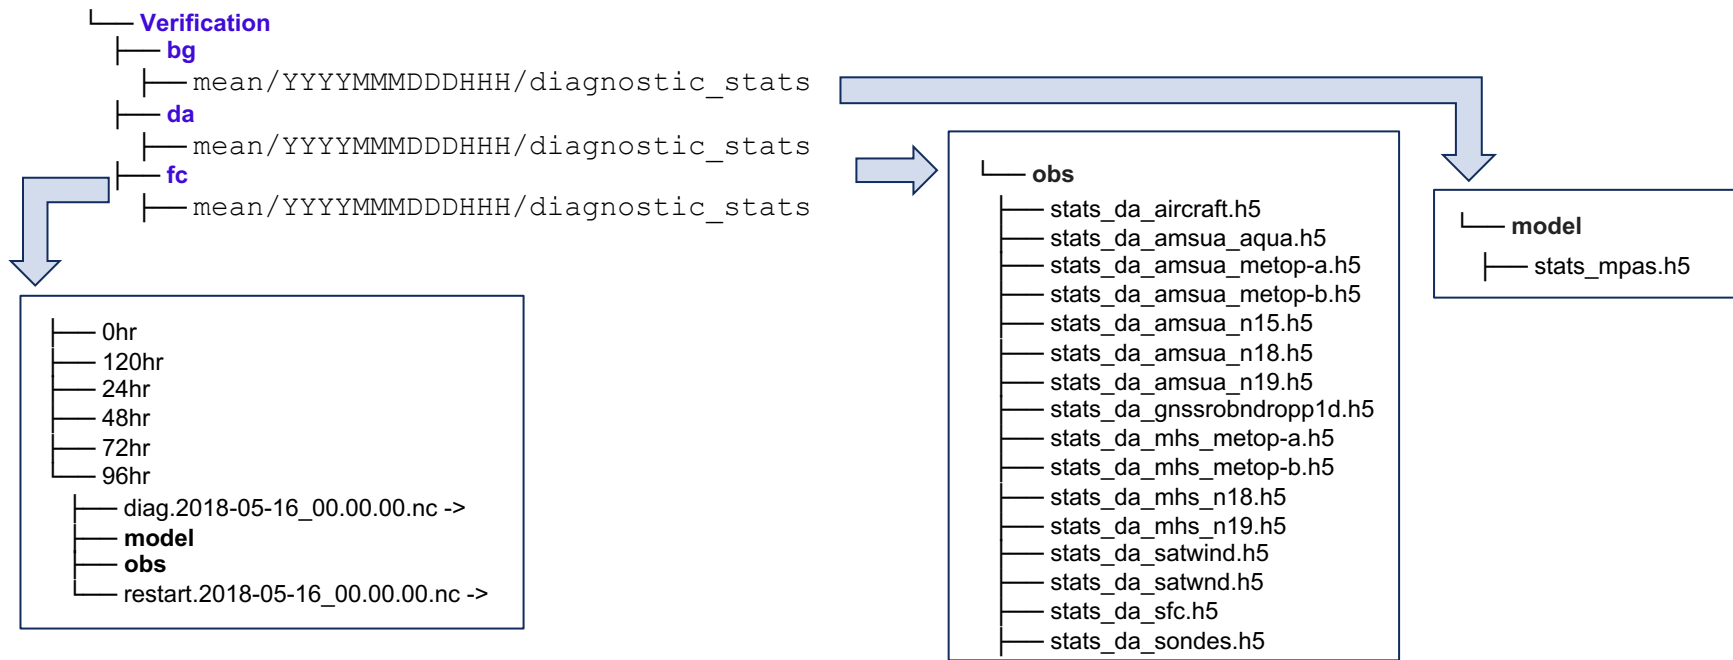 Verification
bg
mean/YYYYMMMDDDHHH/diagnostic_stats
da
mean/YYYYMMMDDDHHH/diagnostic_stats
fc
mean/YYYYMMMDDDHHH/diagnostic_stats
0hr
120hr
24hr
48hr
72hr
96hr
diag.2018-05-16_00.00.00.nc ->
model
obs
restart.2018-05-16_00.00.00.nc ->
obs
stats_da_aircraft.h5
stats_da_amsua_aqua.h5
stats_da_amsua_metop-a.h5
stats_da_amsua_metop-b.h5
stats_da_amsua_n15.h5
stats_da_amsua_n18.h5
stats_da_amsua_n19.h5
stats_da_gnssrobndropp1d.h5
stats_da_mhs_metop-a.h5
stats_da_mhs_metop-b.h5
stats_da_mhs_n18.h5
stats_da_mhs_n19.h5
stats_da_satwind.h5
stats_da_satwnd.h5
stats_da_sfc.h5
stats_da_sondes.h5
model
stats_mpas.h5